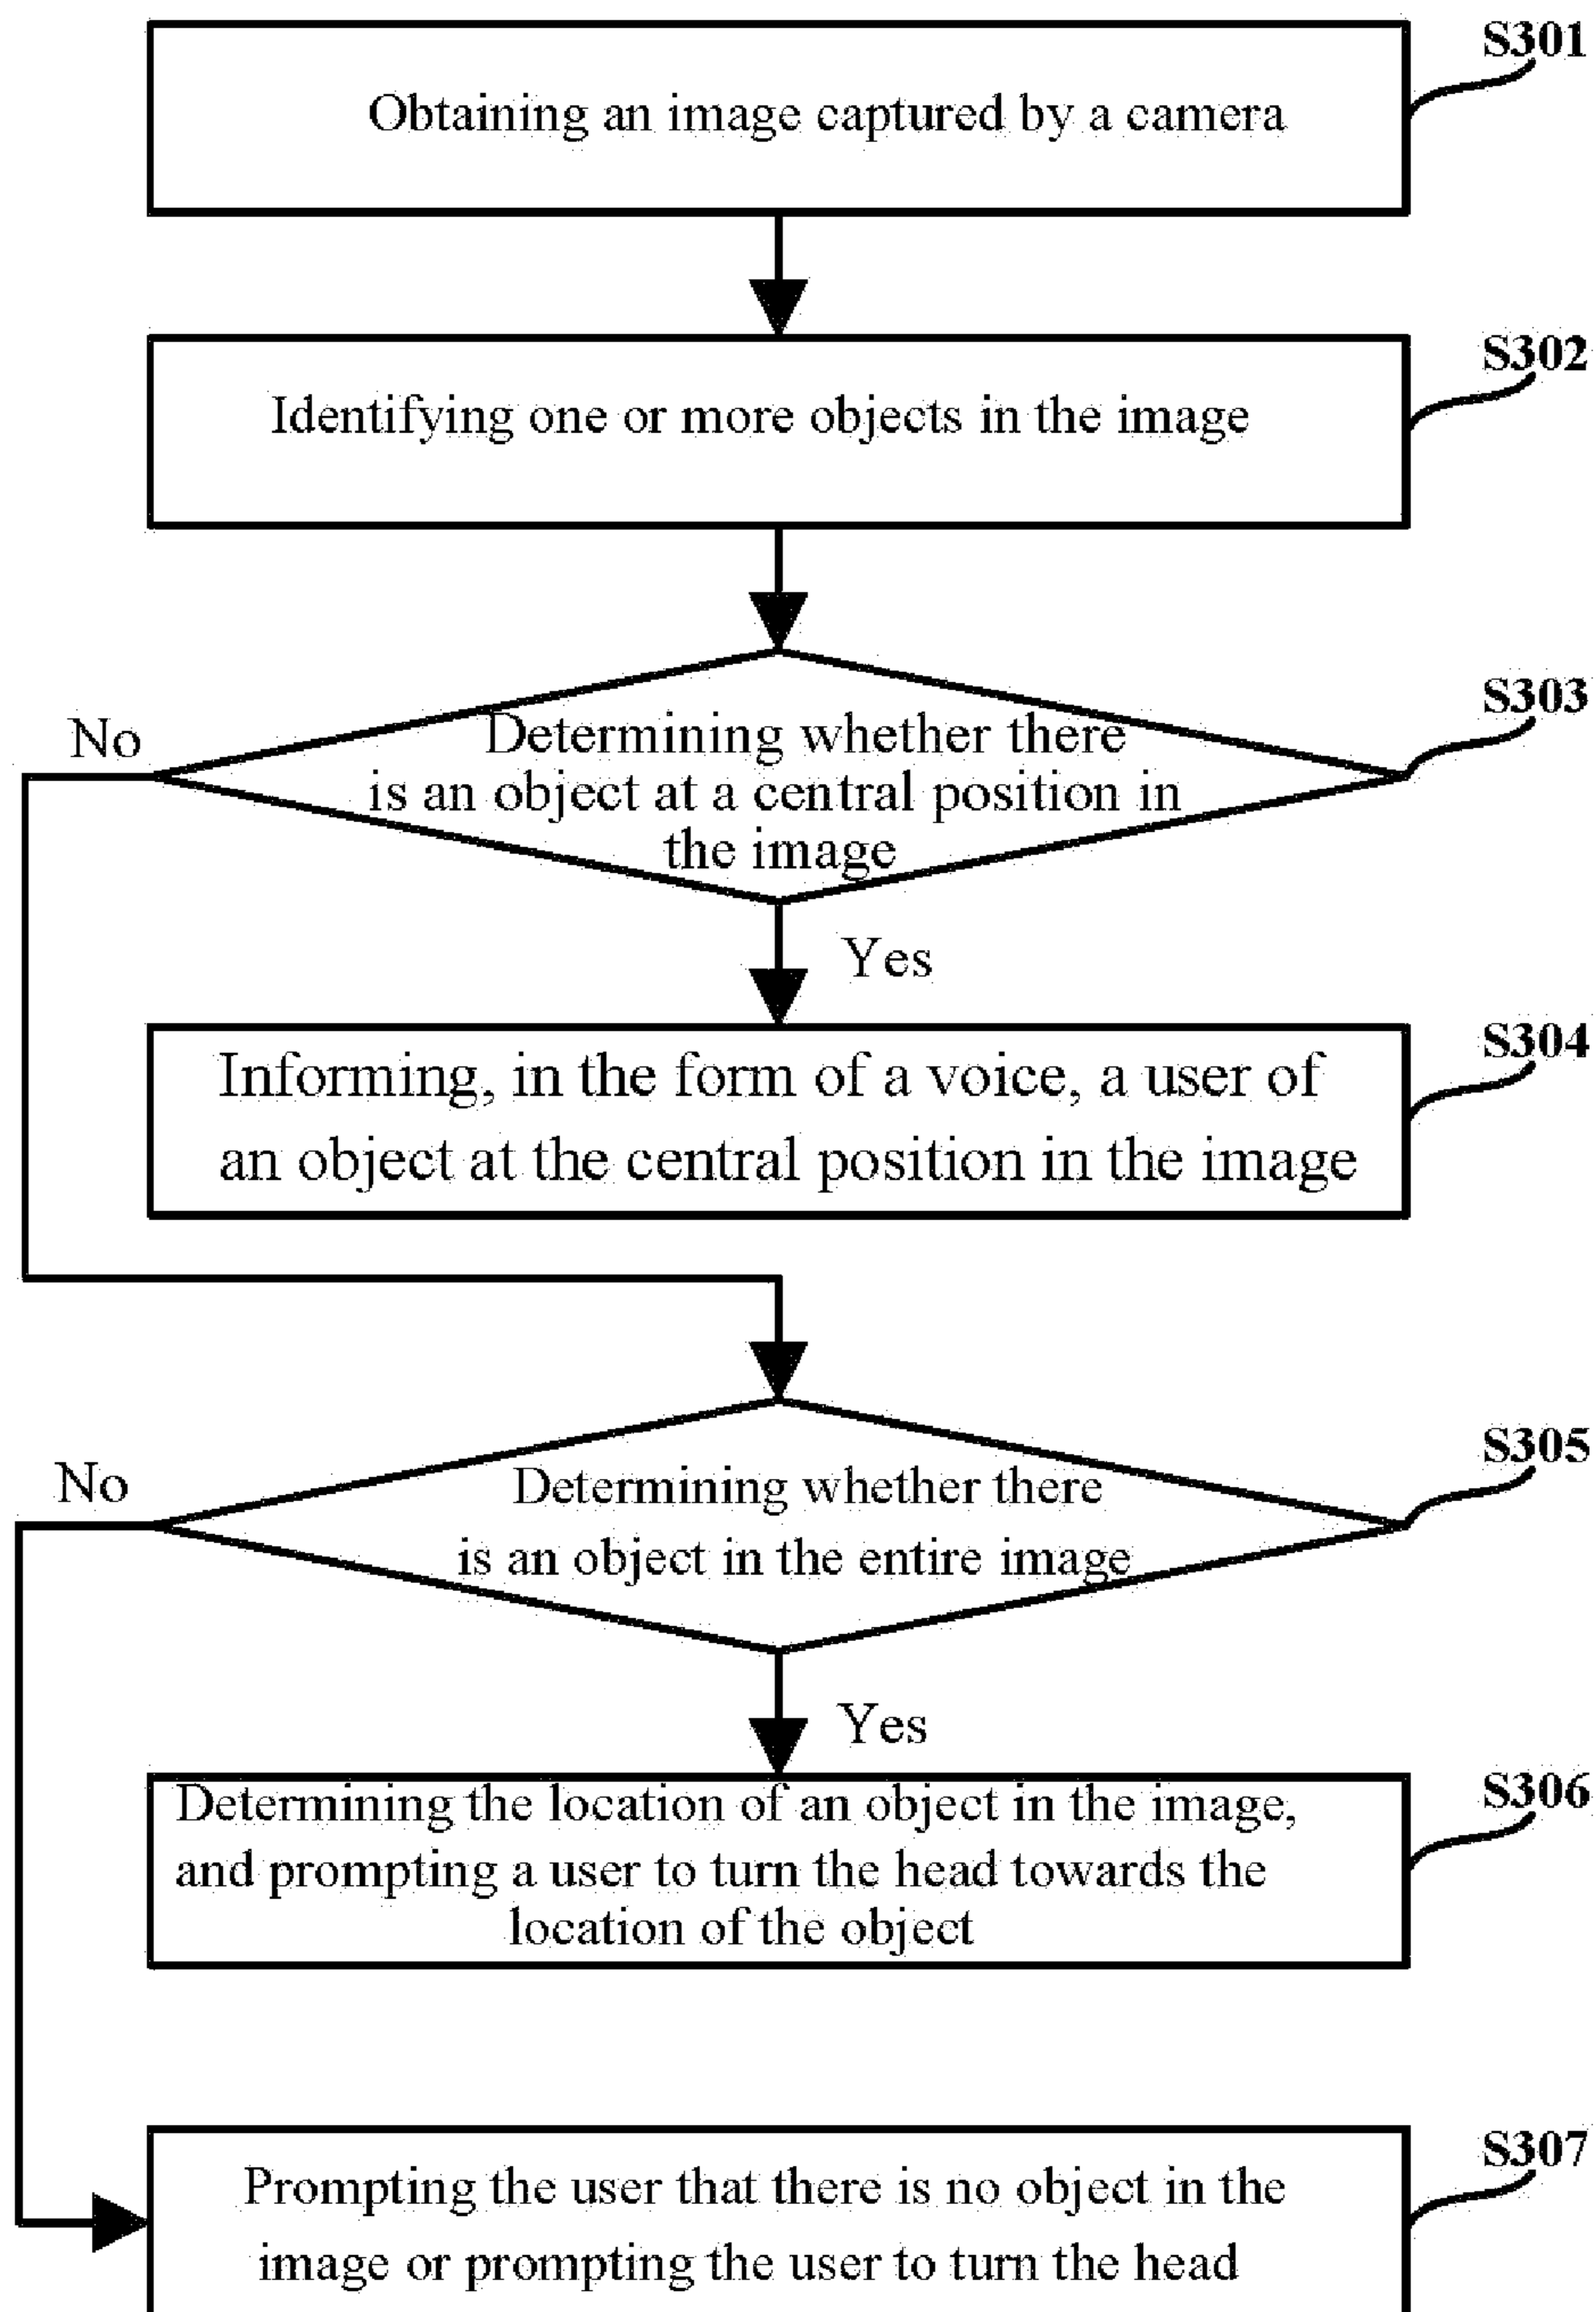 S301
Obtaining an image captured by a camera
S302
Identifying one or more objects in the image
S303
No
Determining whether there
is an object at a central position in
the image
Yes
S304
Informing, in the form of a voice, a user of
an object at the central position in the image
S305
No
Determining whether there
is an object in the entire image
Yes
S306
Determining the location of an object in the image,
and prompting a user to turn the head towards the
location of the object
S307
Prompting the user that there is no object in the
image or prompting the user to turn the head